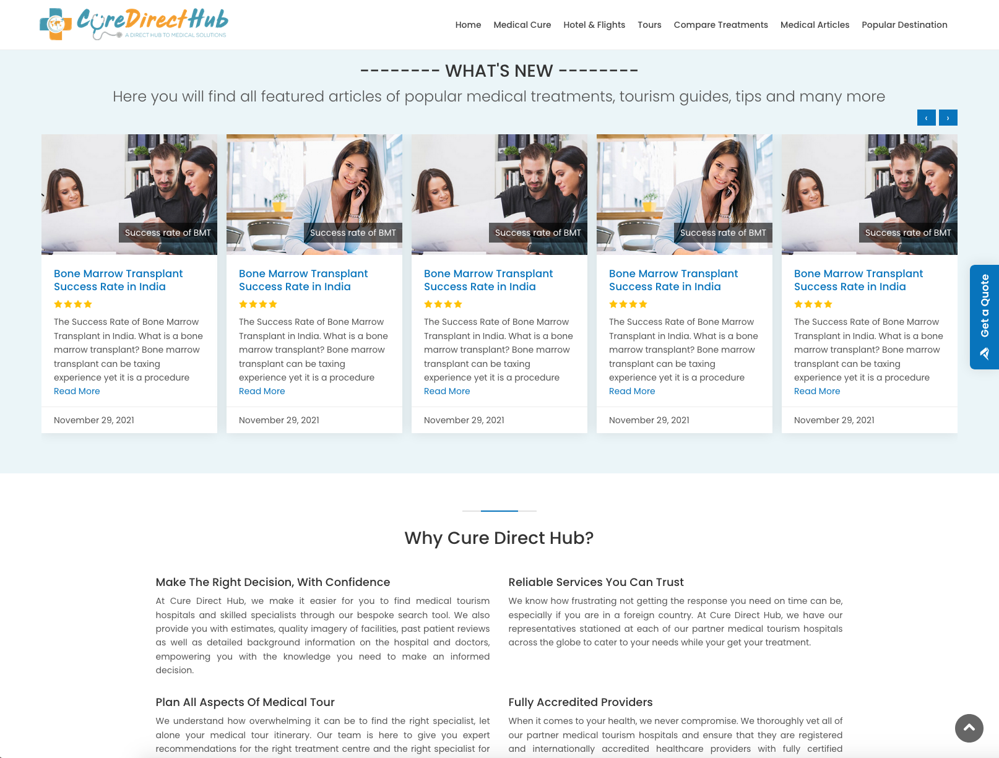 CureDirectHub
A DIRECT HUB TO MEDICAL SOLUTIONS
Home Medical Cure Hotel & Flights Tours Compare Treatments Medical Articles Popular Destination
-------- WHAT'S NEW --------
Here you will find all featured articles of popular medical treatments, tourism guides, tips and many more
‹ ›
Success rate of BMT
Bone Marrow Transplant
Success Rate in India
The Success Rate of Bone Marrow
Transplant in India. What is a bone
marrow transplant? Bone marrow
transplant can be taxing
experience yet it is a procedure
Read More
November 29, 2021
Success rate of BMT
Bone Marrow Transplant
Success Rate in India
The Success Rate of Bone Marrow
Transplant in India. What is a bone
marrow transplant? Bone marrow
transplant can be taxing
experience yet it is a procedure
Read More
November 29, 2021
Success rate of BMT
Bone Marrow Transplant
Success Rate in India
The Success Rate of Bone Marrow
Transplant in India. What is a bone
marrow transplant? Bone marrow
transplant can be taxing
experience yet it is a procedure
Read More
November 29, 2021
Success rate of BMT
Bone Marrow Transplant
Success Rate in India
The Success Rate of Bone Marrow
Transplant in India. What is a bone
marrow transplant? Bone marrow
transplant can be taxing
experience yet it is a procedure
Read More
November 29, 2021
Success rate of BMT
Bone Marrow Transplant
Success Rate in India
The Success Rate of Bone Marrow
Transplant in India. What is a bone
marrow transplant? Bone marrow
transplant can be taxing
experience yet it is a procedure
Read More
November 29, 2021
Get a Quote
Why Cure Direct Hub?
Make The Right Decision, With Confidence
At Cure Direct Hub, we make it easier for you to find medical tourism
hospitals and skilled specialists through our bespoke search tool. We also
provide you with estimates, quality imagery of facilities, past patient reviews
as well as detailed background information on the hospital and doctors,
empowering you with the knowledge you need to make an informed
decision.
Reliable Services You Can Trust
We know how frustrating not getting the response you need on time can be,
especially if you are in a foreign country. At Cure Direct Hub, we have our
representatives stationed at each of our partner medical tourism hospitals
across the globe to cater to your needs while your get your treatment.
Plan All Aspects Of Medical Tour
We understand how overwhelming it can be to find the right specialist, let
alone your medical tour itinerary. Our team is here to give you expert
recommendations for the right treatment centre and the right specialist for
Fully Accredited Providers
When it comes to your health, we never compromise. We thoroughly vet all of
our partner medical tourism hospitals and ensure that they are registered
and internationally accredited healthcare providers with fully certified